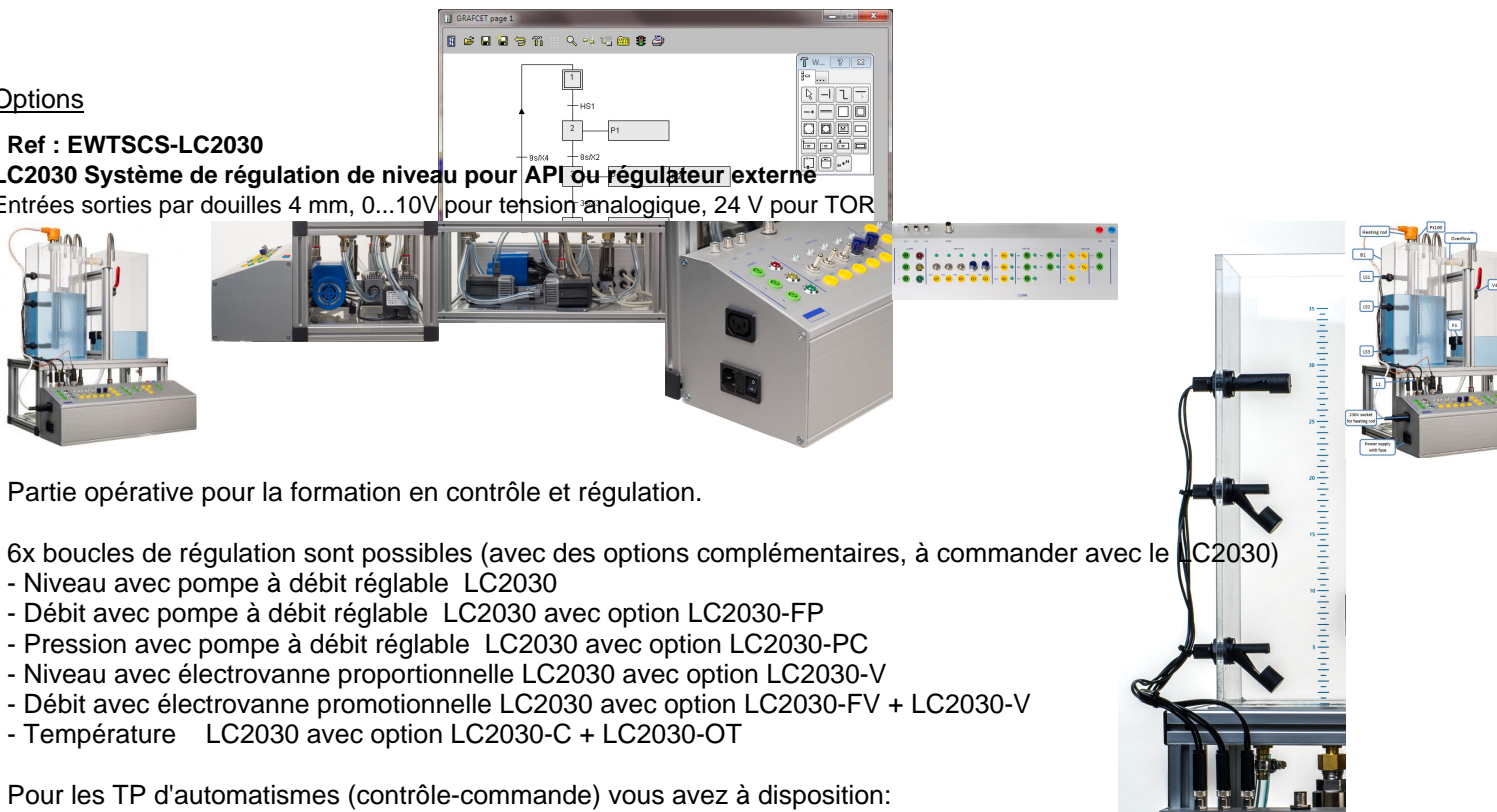 GRAFCET page 1
W...
1
HS1
2
P1
9s/X4
8s/X2
Options
Ref : EWTSCS-LC2030
LC2030 Système de régulation de niveau pour API ou régulateur externe
Entrées sorties par douilles 4 mm, 0...10V pour tension analogique, 24 V pour TOR
Heating rod
Pt100
Overflow
B1
LS1
LS2
F1
LS3
L1
230V socket
for heating rod
Power supply
with fuse
35
30
25
20
15
10
5
Partie opérative pour la formation en contrôle et régulation.
6x boucles de régulation sont possibles (avec des options complémentaires, à commander avec le LC2030)
- Niveau avec pompe à débit réglable LC2030
- Débit avec pompe à débit réglable LC2030 avec option LC2030-FP
- Pression avec pompe à débit réglable LC2030 avec option LC2030-PC
- Niveau avec électrovanne proportionnelle LC2030 avec option LC2030-V
- Débit avec électrovanne promotionnelle LC2030 avec option LC2030-FV + LC2030-V
- Température LC2030 avec option LC2030-C + LC2030-OT
Pour les TP d'automatismes (contrôle-commande) vous avez à disposition: